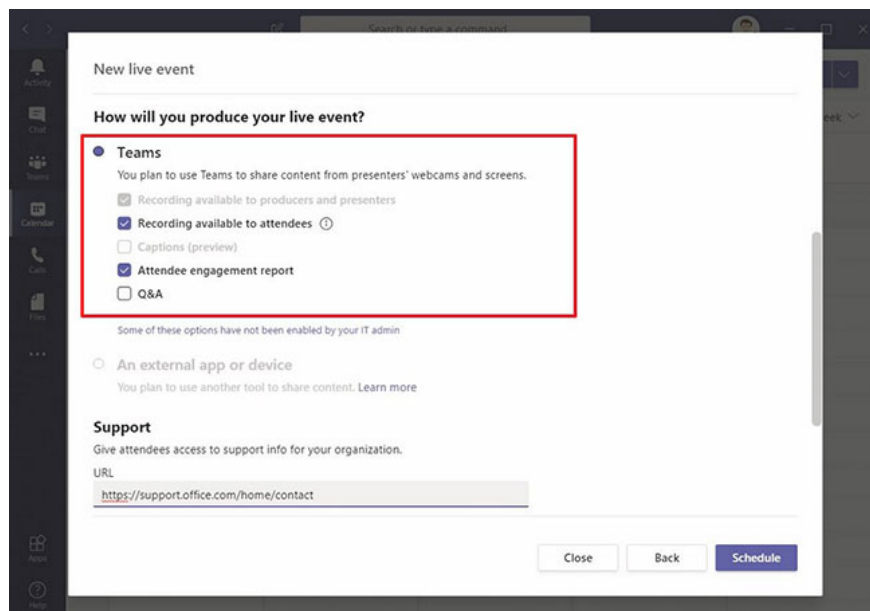 Search or type a command
Activity
New live event
Chat
How will you produce your live event?
eek
Teams
Teams
You plan to use Teams to share content from presenters' webcams and screens.
Recording available to producers and presenters
Calendar
Recording available to attendees
Captions (preview)
Calls
Attendee engagement report
Q&A
Files
Some of these options have not been enabled by your IT admin
An external app or device
You plan to use another tool to share content. Learn more
Support
Give attendees access to support info for your organization.
URL
https://support.office.com/home/contact
Apps
Close
Back
Schedule
Help